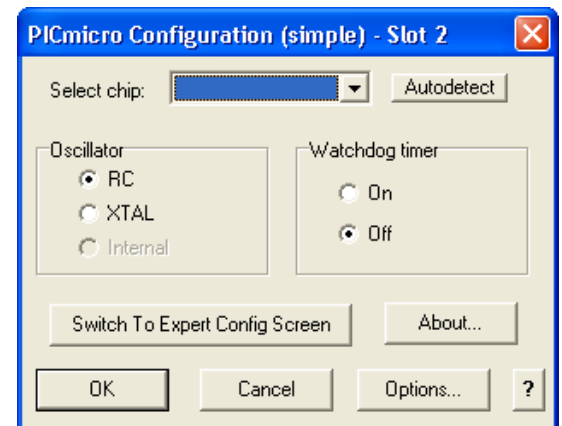 PICmicro Configuration (simple) - Slot 2
Select chip: Autodetect
Oscillator
RC
XTAL
Internal
Watchdog timer
On
Off
Switch To Expert Config Screen About...
OK Cancel Options... ?